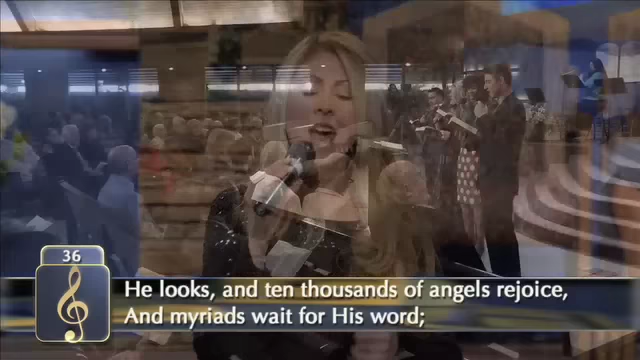 36
He looks, and ten thousands of angels rejoice,
And myriads wait for His word;